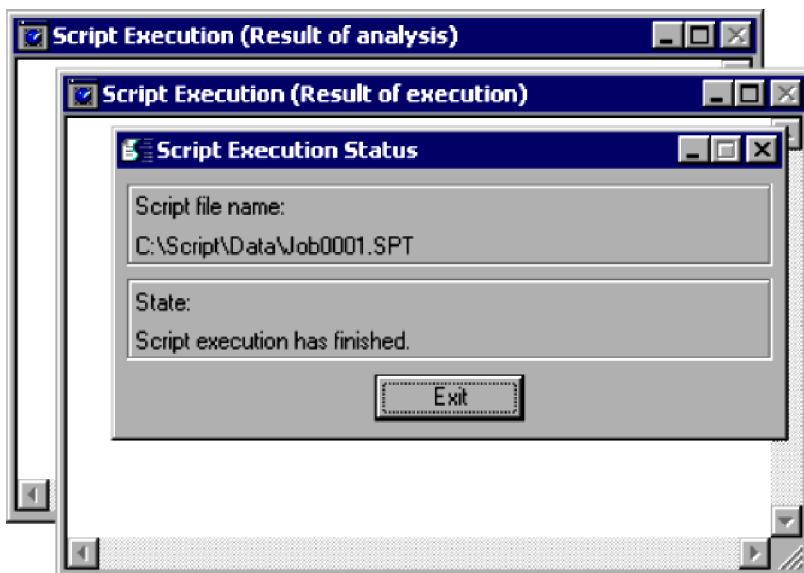 Script Execution (Result of analysis)
Script Execution (Result of execution)
Script Execution Status
Script file name:
C:\Script\Data\Job0001.SPT
State:
Script execution has finished.
Exit